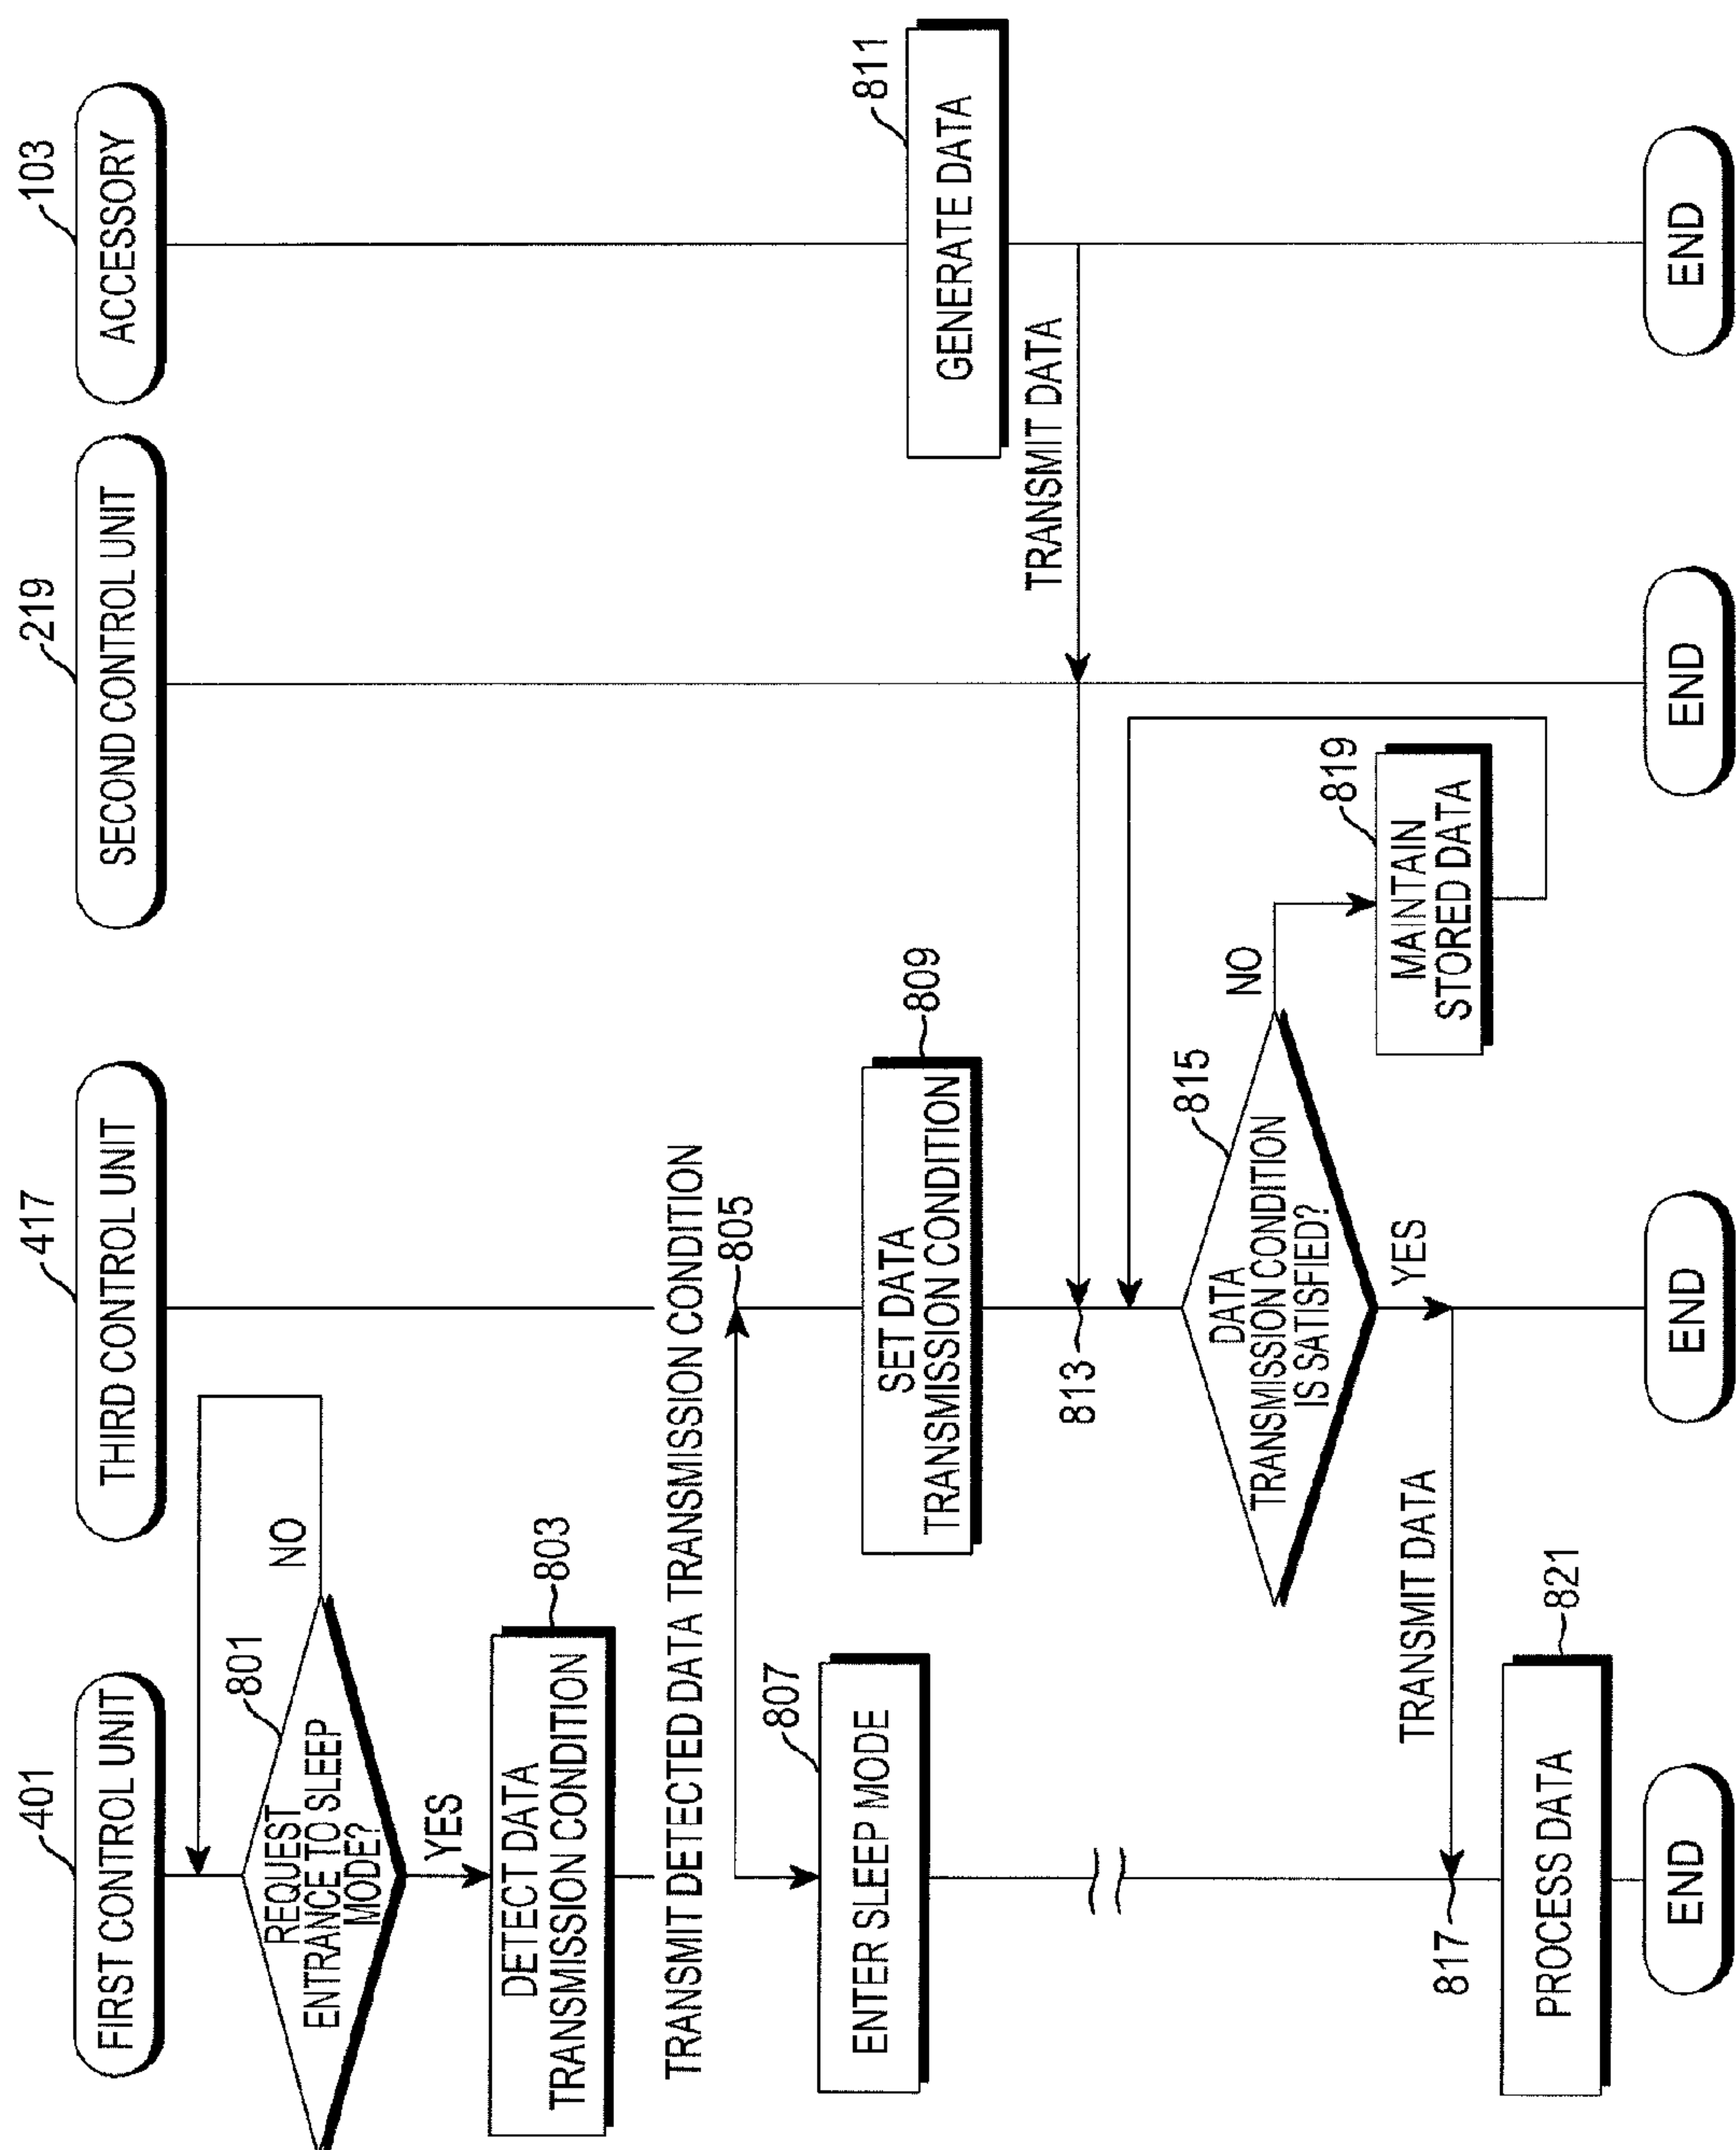 401
FIRST CONTROL UNIT
417
THIRD CONTROL UNIT
219
SECOND CONTROL UNIT
103
ACCESSORY
801
REQUEST
ENTRANCE TO SLEEP
MODE?
NO
YES
803
DETECT DATA
TRANSMISSION CONDITION
TRANSMIT DETECTED DATA TRANSMISSION CONDITION
805
807
ENTER SLEEP MODE
809
SET DATA
TRANSMISSION CONDITION
811
GENERATE DATA
TRANSMIT DATA
813
815
DATA
TRANSMISSION CONDITION
IS SATISFIED?
NO
YES
819
MAINTAIN
STORED DATA
TRANSMIT DATA
817
821
PROCESS DATA
END
END
END
END